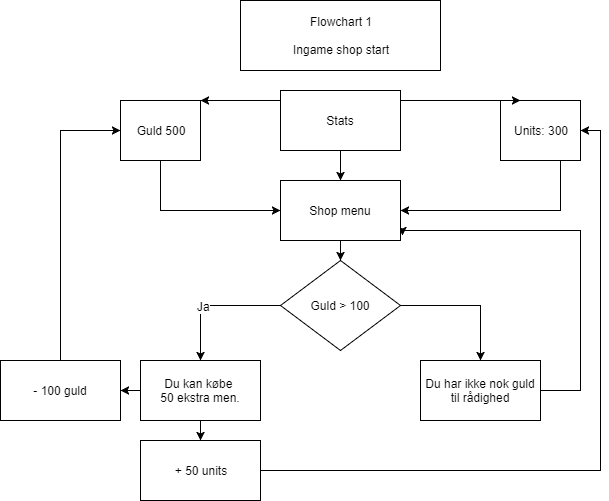 Flowchart 1
Ingame shop start
Guld 500
Stats
Units: 300
Shop menu
Guld > 100
Ja
- 100 guld
Du kan købe
50 ekstra men.
Du har ikke nok guld
til rådighed
+ 50 units